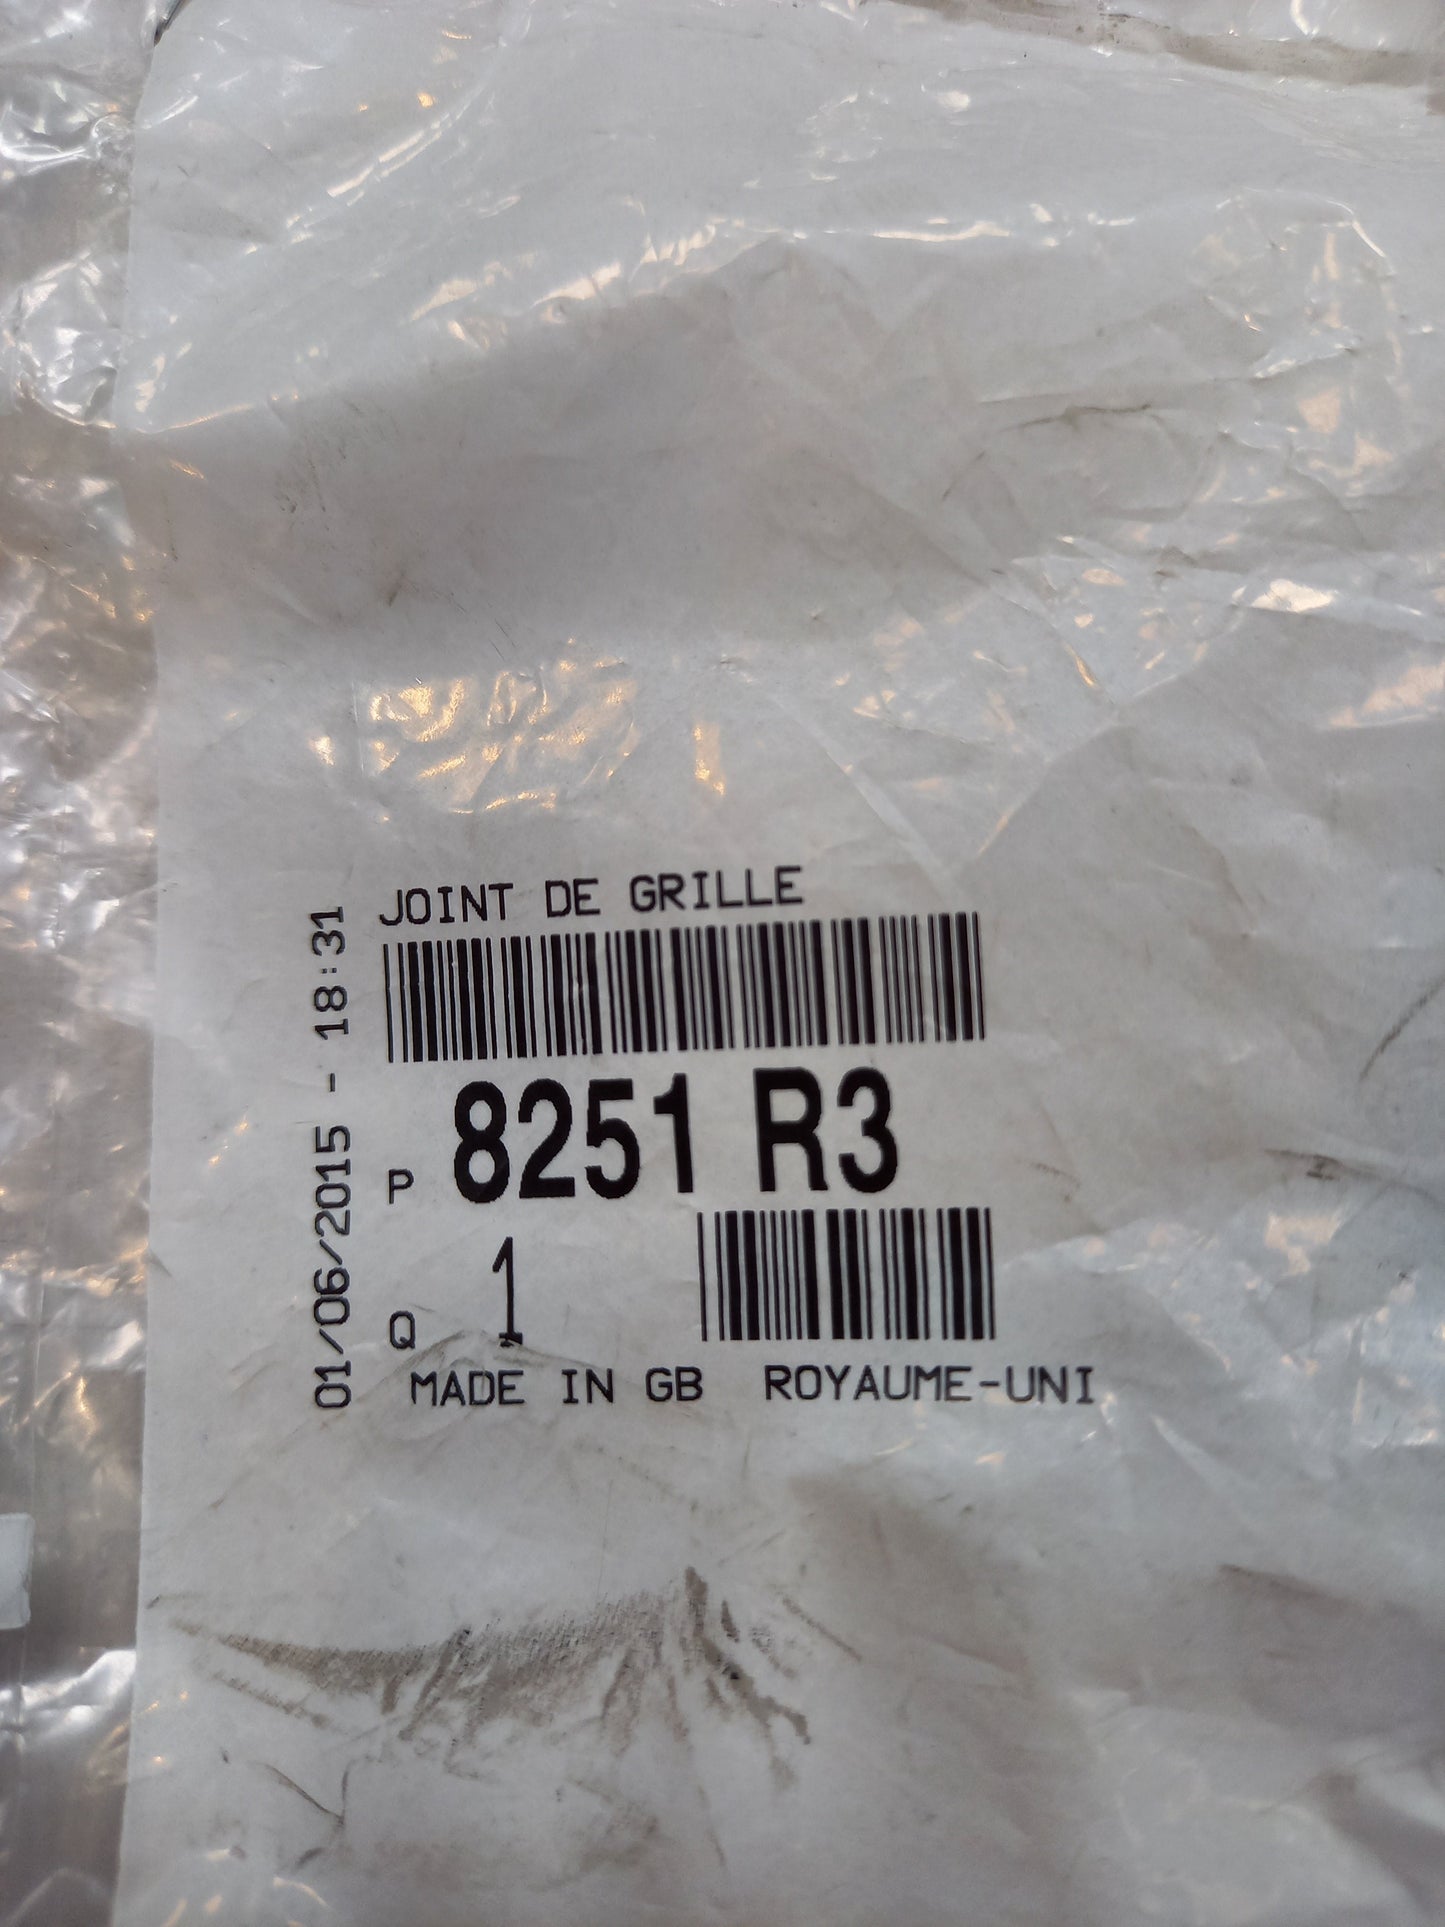 JOINT DE GRILLE
P 8251 R3
Q 1
MADE IN GB ROYAUME-UNI
01/06/2015 - 18:31